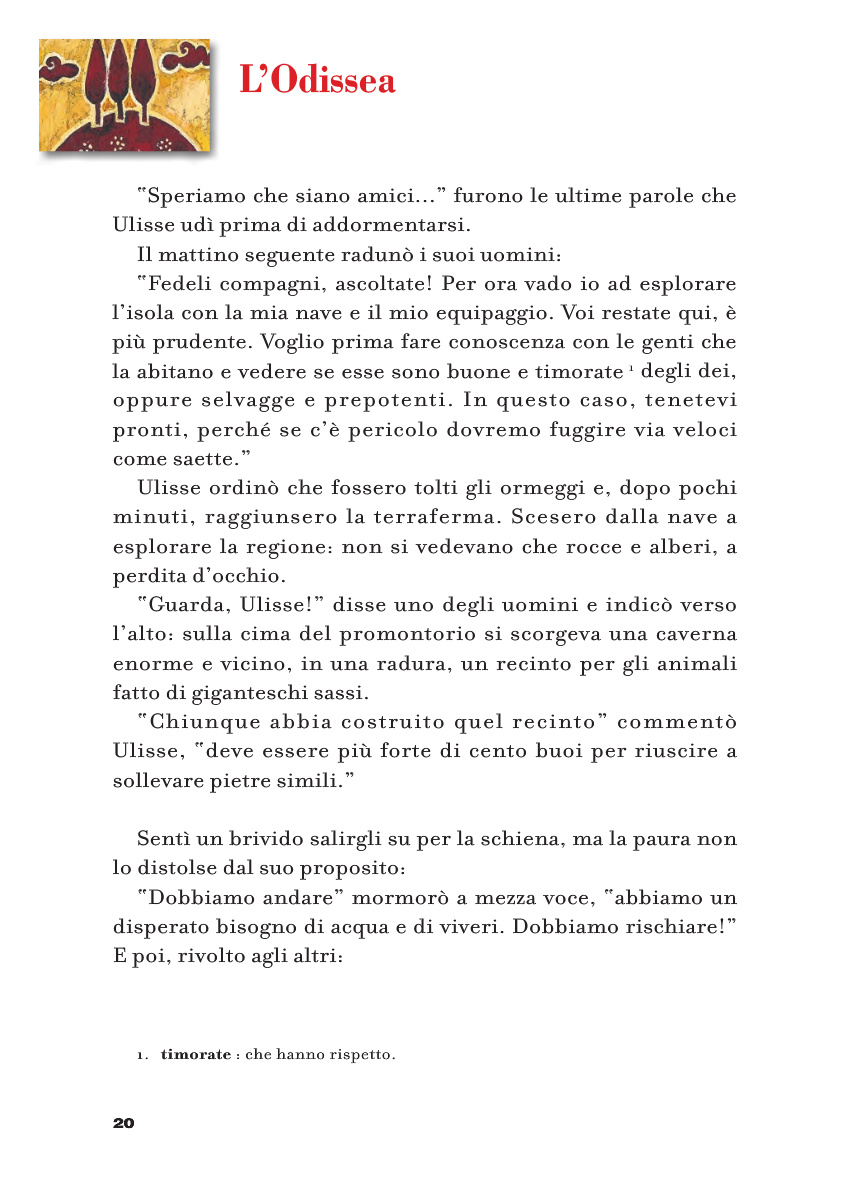 L’Odissea
“Speriamo che siano amici...” furono le ultime parole che
Ulisse udì prima di addormentarsi.
Il mattino seguente radunò i suoi uomini:
“Fedeli compagni, ascoltate! Per ora vado io ad esplorare
l’isola con la mia nave e il mio equipaggio. Voi restate qui, è
più prudente. Voglio prima fare conoscenza con le genti che
la abitano e vedere se esse sono buone e timorate ¹ degli dei,
oppure selvagge e prepotenti. In questo caso, tenetevi
pronti, perché se c’è pericolo dovremo fuggire via veloci
come saette.”
Ulisse ordinò che fossero tolti gli ormeggi e, dopo pochi
minuti, raggiunsero la terraferma. Scesero dalla nave a
esplorare la regione: non si vedevano che rocce e alberi, a
perdita d’occhio.
“Guarda, Ulisse!” disse uno degli uomini e indicò verso
l’alto: sulla cima del promontorio si scorgeva una caverna
enorme e vicino, in una radura, un recinto per gli animali
fatto di giganteschi sassi.
“Chiunque abbia costruito quel recinto” commentò
Ulisse, “deve essere più forte di cento buoi per riuscire a
sollevare pietre simili.”
Sentì un brivido salirgli su per la schiena, ma la paura non
lo distolse dal suo proposito:
“Dobbiamo andare” mormorò a mezza voce, “abbiamo un
disperato bisogno di acqua e di viveri. Dobbiamo rischiare!”
E poi, rivolto agli altri:
1. timorate : che hanno rispetto.
20